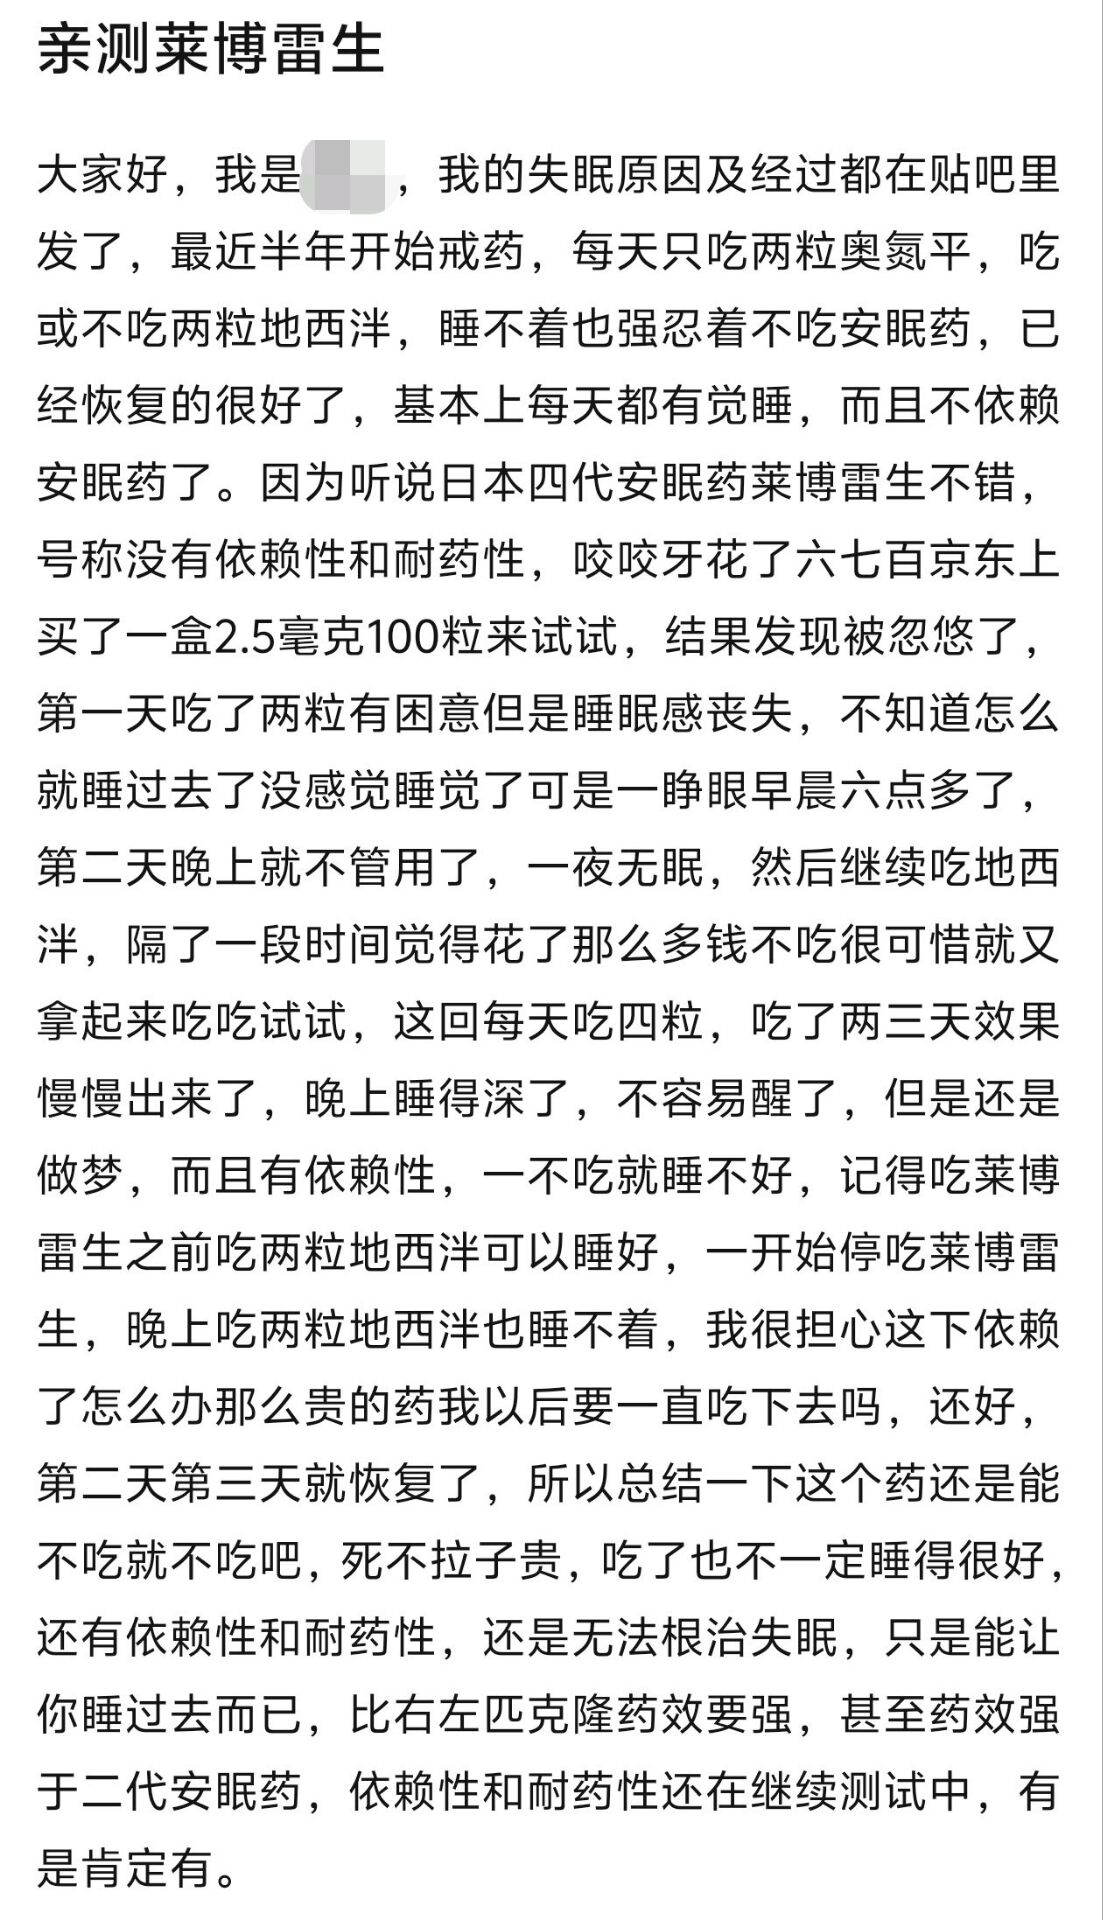 亲测莱博雷生
大家好，我是，我的失眠原因及经过都在贴吧里
发了，最近半年开始戒药，每天只吃两粒奥氮平，吃
或不吃两粒地西泮，睡不着也强忍着不吃安眠药，已
经恢复的很好了，基本上每天都有觉睡，而且不依赖
安眠药了。因为听说日本四代安眠药莱博雷生不错，
号称没有依赖性和耐药性，咬咬牙花了六七百京东上
买了一盒2.5毫克100粒来试试，结果发现被忽悠了，
第一天吃了两粒有困意但是睡眠感丧失，不知道怎么
就睡过去了没感觉睡觉了可是一睁眼早晨六点多了，
第二天晚上就不管用了，一夜无眠，然后继续吃地西
泮，隔了一段时间觉得花了那么多钱不吃很可惜就又
拿起来吃吃试试，这回每天吃四粒，吃了两三天效果
慢慢出来了，晚上睡得深了，不容易醒了，但是还是
做梦，而且有依赖性，一不吃就睡不好，记得吃莱博
雷生之前吃两粒地西泮可以睡好，一开始停吃莱博雷
生，晚上吃两粒地西泮也睡不着，我很担心这下依赖
了怎么办那么贵的药我以后要一直吃下去吗，还好，
第二天第三天就恢复了，所以总结一下这个药还是能
不吃就不吃吧，死不拉子贵，吃了也不一定睡得很好，
还有依赖性和耐药性，还是无法根治失眠，只是能让
你睡过去而已，比右左匹克隆药效要强，甚至药效强
于二代安眠药，依赖性和耐药性还在继续测试中，有
是肯定有。